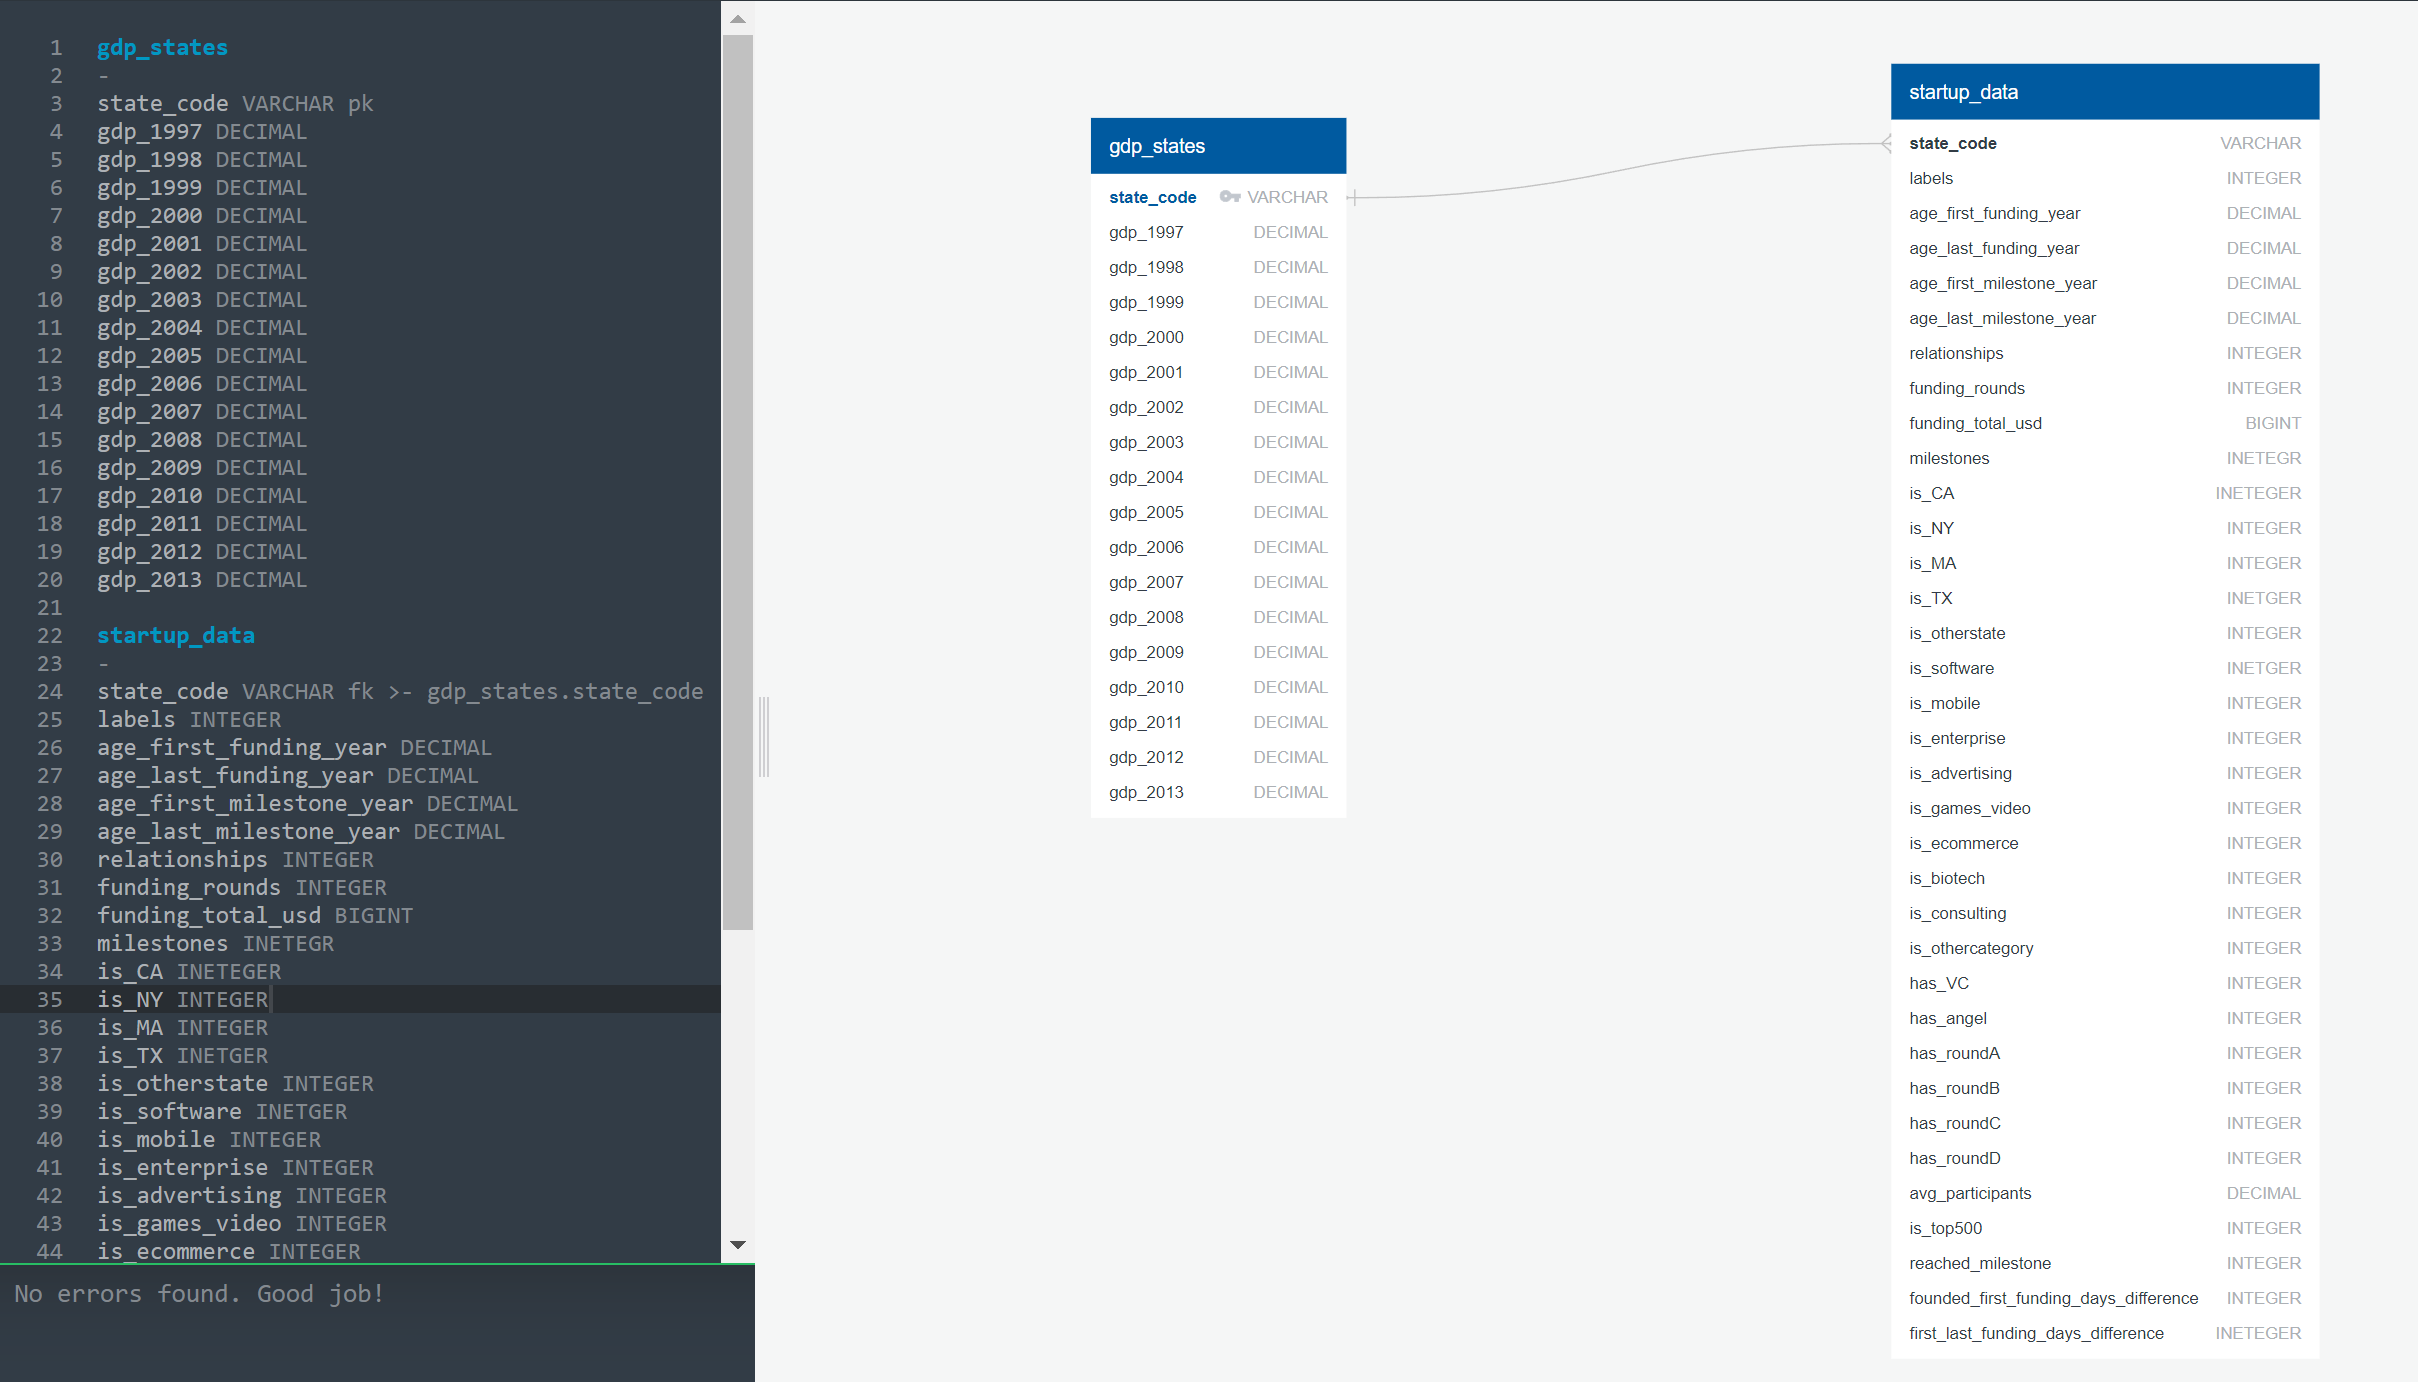 1 gdp_states
2 -
3 state_code VARCHAR pk
4 gdp_1997 DECIMAL
5 gdp_1998 DECIMAL
6 gdp_1999 DECIMAL
7 gdp_2000 DECIMAL
8 gdp_2001 DECIMAL
9 gdp_2002 DECIMAL
10 gdp_2003 DECIMAL
11 gdp_2004 DECIMAL
12 gdp_2005 DECIMAL
13 gdp_2006 DECIMAL
14 gdp_2007 DECIMAL
15 gdp_2008 DECIMAL
16 gdp_2009 DECIMAL
17 gdp_2010 DECIMAL
18 gdp_2011 DECIMAL
19 gdp_2012 DECIMAL
20 gdp_2013 DECIMAL
21
22 startup_data
23 -
24 state_code VARCHAR fk >- gdp_states.state_code
25 labels INTEGER
26 age_first_funding_year DECIMAL
27 age_last_funding_year DECIMAL
28 age_first_milestone_year DECIMAL
29 age_last_milestone_year DECIMAL
30 relationships INTEGER
31 funding_rounds INTEGER
32 funding_total_usd BIGINT
33 milestones INETEGR
34 is_CA INETEGER
35 is_NY INTEGER
36 is_MA INTEGER
37 is_TX INETGER
38 is_otherstate INTEGER
39 is_software INETGER
40 is_mobile INTEGER
41 is_enterprise INTEGER
42 is_advertising INTEGER
43 is_games_video INTEGER
44 is_ecommerce INTEGER
No errors found. Good job!
gdp_states
state_code VARCHAR
gdp_1997 DECIMAL
gdp_1998 DECIMAL
gdp_1999 DECIMAL
gdp_2000 DECIMAL
gdp_2001 DECIMAL
gdp_2002 DECIMAL
gdp_2003 DECIMAL
gdp_2004 DECIMAL
gdp_2005 DECIMAL
gdp_2006 DECIMAL
gdp_2007 DECIMAL
gdp_2008 DECIMAL
gdp_2009 DECIMAL
gdp_2010 DECIMAL
gdp_2011 DECIMAL
gdp_2012 DECIMAL
gdp_2013 DECIMAL
startup_data
state_code VARCHAR
labels INTEGER
age_first_funding_year DECIMAL
age_last_funding_year DECIMAL
age_first_milestone_year DECIMAL
age_last_milestone_year DECIMAL
relationships INTEGER
funding_rounds INTEGER
funding_total_usd BIGINT
milestones INETEGR
is_CA INETEGER
is_NY INTEGER
is_MA INTEGER
is_TX INETGER
is_otherstate INTEGER
is_software INETGER
is_mobile INTEGER
is_enterprise INTEGER
is_advertising INTEGER
is_games_video INTEGER
is_ecommerce INTEGER
is_biotech INTEGER
is_consulting INTEGER
is_othercategory INTEGER
has_VC INTEGER
has_angel INTEGER
has_roundA INTEGER
has_roundB INTEGER
has_roundC INTEGER
has_roundD INTEGER
avg_participants DECIMAL
is_top500 INTEGER
reached_milestone INTEGER
founded_first_funding_days_difference INTEGER
first_last_funding_days_difference INETEGER